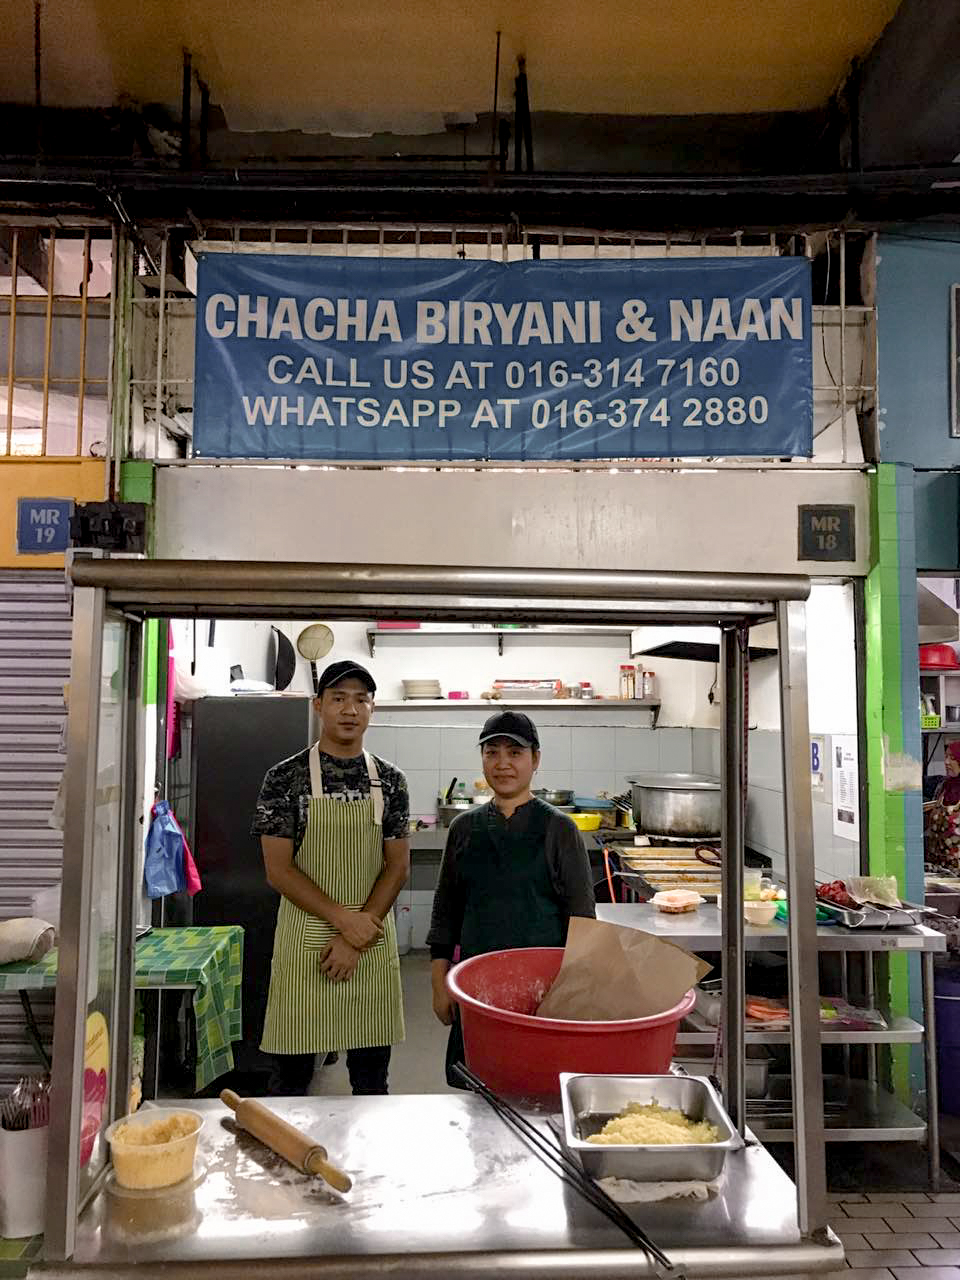 CHACHA BIRYANI & NAAN
CALL US AT 016-314 7160
WHATSAPP AT 016-374 2880
MR
19
MR
18
B